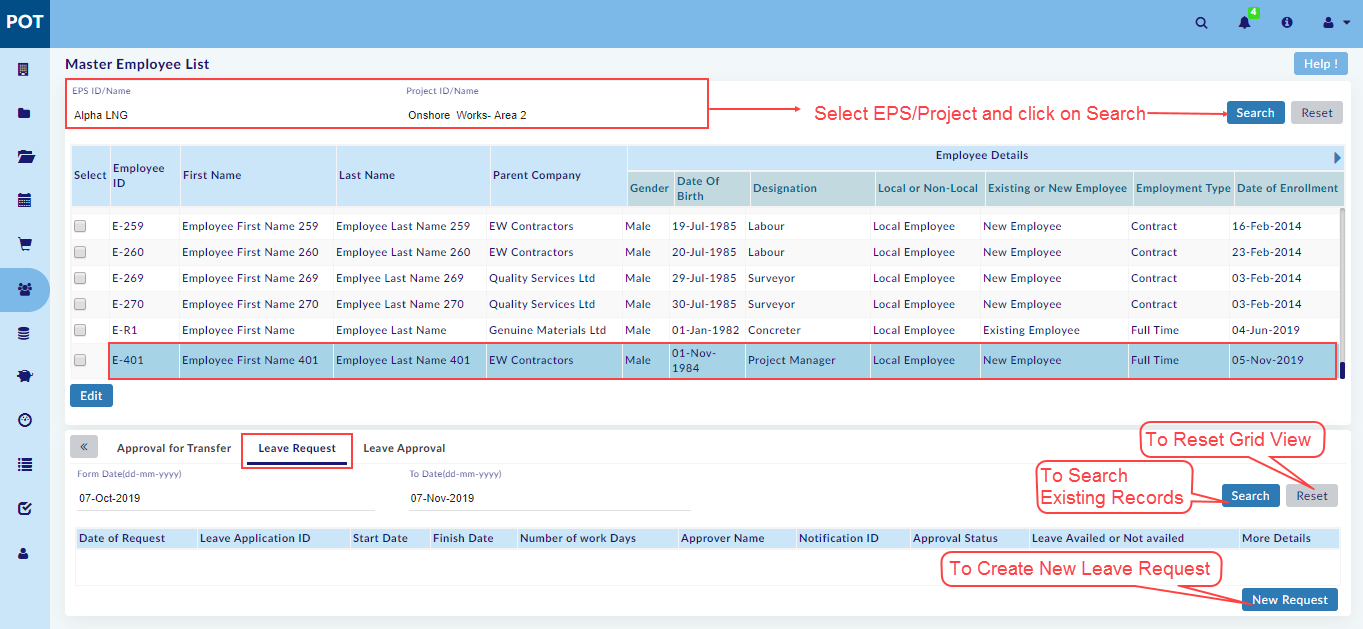 POT
4
Master Employee List
Help !
EPS ID/Name Project ID/Name
Alpha LNG Onshore Works- Area 2
Select EPS/Project and click on Search
Search Reset
Employee Details
Select Employee ID First Name Last Name Parent Company Gender Date Of Birth Designation Local or Non-Local Existing or New Employee Employment Type Date of Enrollment
E-259 Employee First Name 259 Employee Last Name 259 EW Contractors Male 19-Jul-1985 Labour Local Employee New Employee Contract 16-Feb-2014
E-260 Employee First Name 260 Employee Last Name 260 EW Contractors Male 20-Jul-1985 Labour Local Employee New Employee Contract 23-Feb-2014
E-269 Employee First Name 269 Emplyee Last Name 269 Quality Services Ltd Male 29-Jul-1985 Surveyor Local Employee New Employee Contract 03-Feb-2014
E-270 Employee First Name 270 Emplyee Last Name 270 Quality Services Ltd Male 30-Jul-1985 Surveyor Local Employee New Employee Contract 03-Feb-2014
E-R1 Employee First Name Employee Last Name Genuine Materials Ltd Male 01-Jan-1982 Concreter Local Employee Existing Employee Full Time 04-Jun-2019
E-401 Employee First Name 401 Employee Last Name 401 EW Contractors Male 01-Nov-1984 Project Manager Local Employee New Employee Full Time 05-Nov-2019
Edit
« Approval for Transfer Leave Request Leave Approval
To Reset Grid View
Form Date(dd-mm-yyyy) To Date(dd-mm-yyyy)
07-Oct-2019 07-Nov-2019
To Search
Existing Records
Search Reset
Date of Request Leave Application ID Start Date Finish Date Number of work Days Approver Name Notification ID Approval Status Leave Availed or Not availed More Details
To Create New Leave Request
New Request